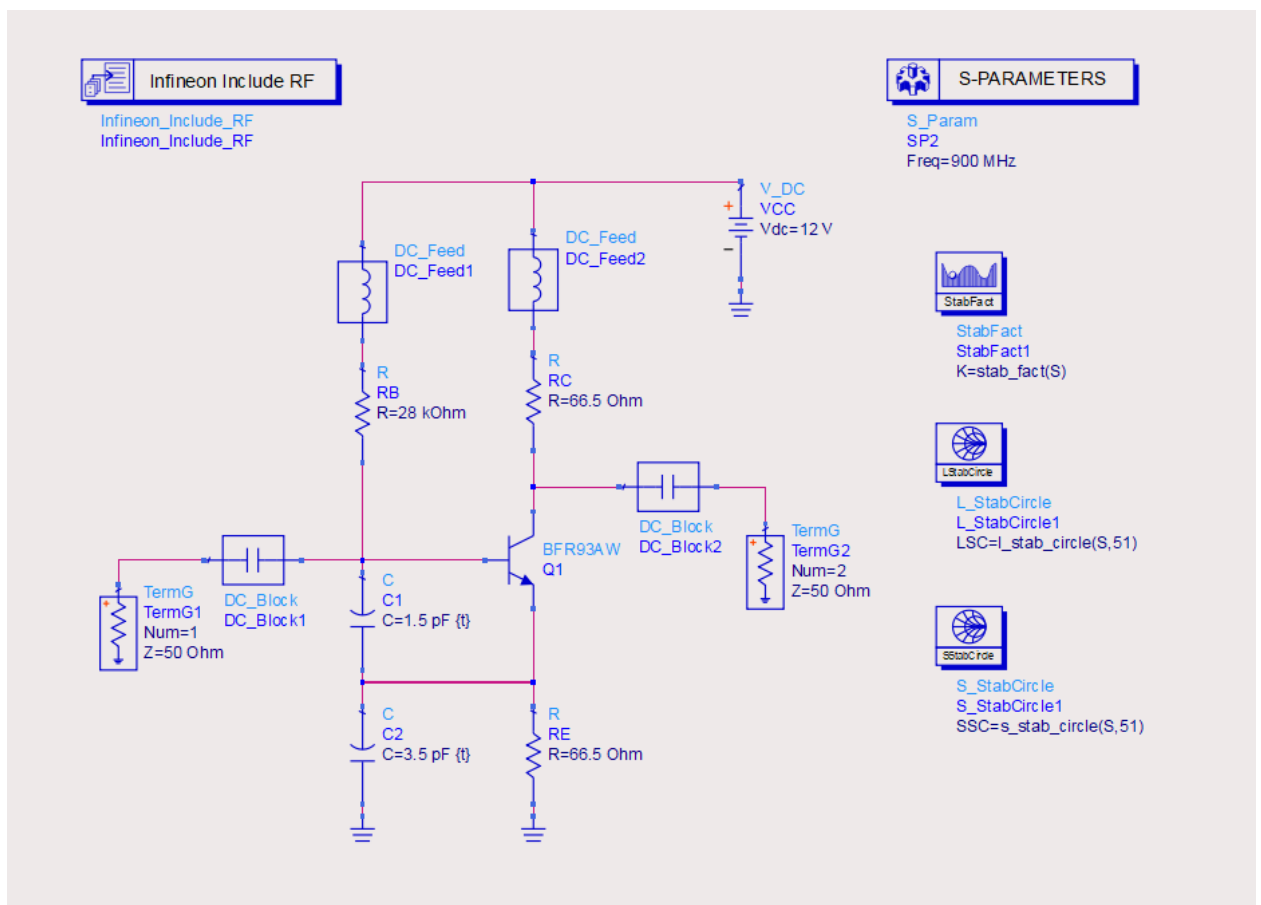 Infineon Include RF
Infineon_Include_RF
Infineon_Include_RF
S-PARAMETERS
S_Param
SP2
Freq=900 MHz
V_DC
VCC
Vdc=12 V
DC_Feed
DC_Feed1
DC_Feed
DC_Feed2
StabFact
StabFact
StabFact1
K=stab_fact(S)
R
RB
R=28 kOhm
R
RC
R=66.5 Ohm
LStabCircle
L_StabCircle
L_StabCircle1
LSC=l_stab_circle(S,51)
DC_Block
DC_Block2
TermG
TermG2
Num=2
Z=50 Ohm
BFR93AW
Q1
TermG
TermG1
Num=1
Z=50 Ohm
DC_Block
DC_Block1
C
C1
C=1.5 pF {t}
SStabCircle
S_StabCircle
S_StabCircle1
SSC=s_stab_circle(S,51)
C
C2
C=3.5 pF {t}
R
RE
R=66.5 Ohm